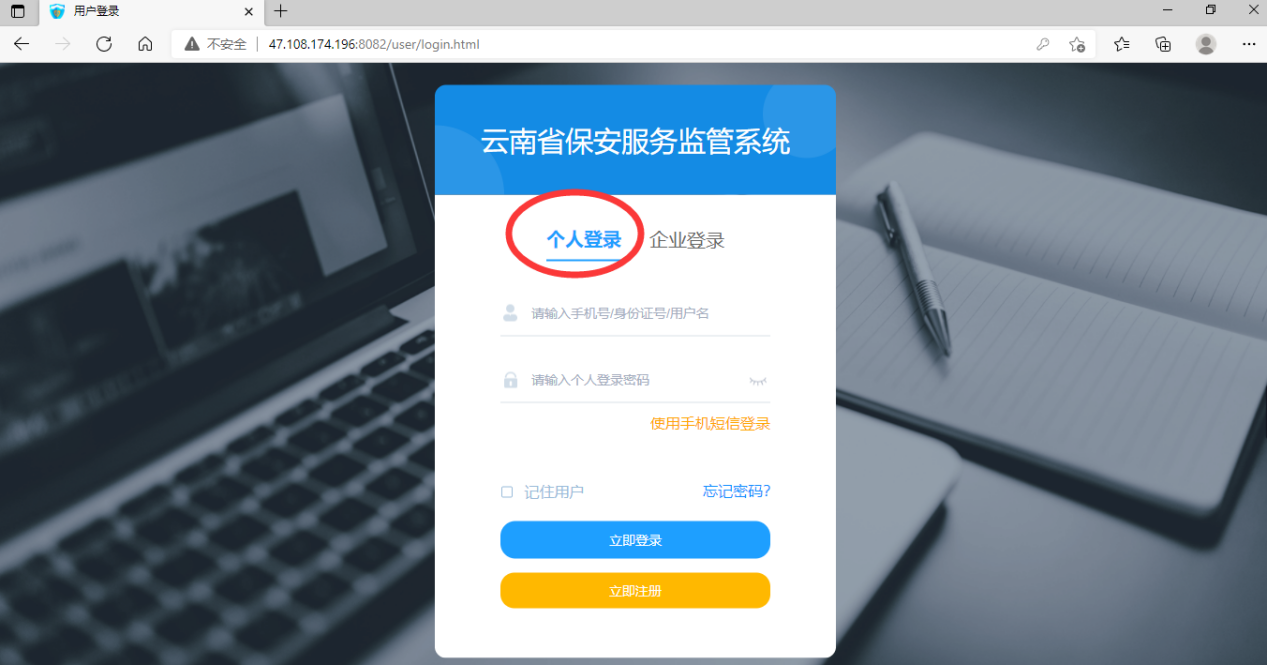 用户登录
不安全 47.108.174.196:8082/user/login.html
云南省保安服务监管系统
个人登录 企业登录
请输入手机号/身份证号/用户名
请输入个人登录密码
使用手机短信登录
记住用户 忘记密码?
立即登录
立即注册